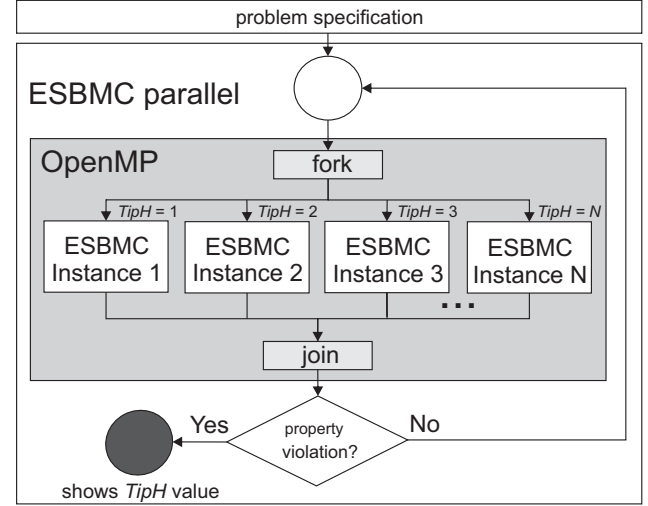 problem specification
ESBMC parallel
OpenMP
fork
TipH = 1
TipH = 2
TipH = 3
TipH = N
ESBMC
Instance 1
ESBMC
Instance 2
ESBMC
Instance 3
ESBMC
Instance N
...
join
Yes
property
violation?
No
shows TipH value